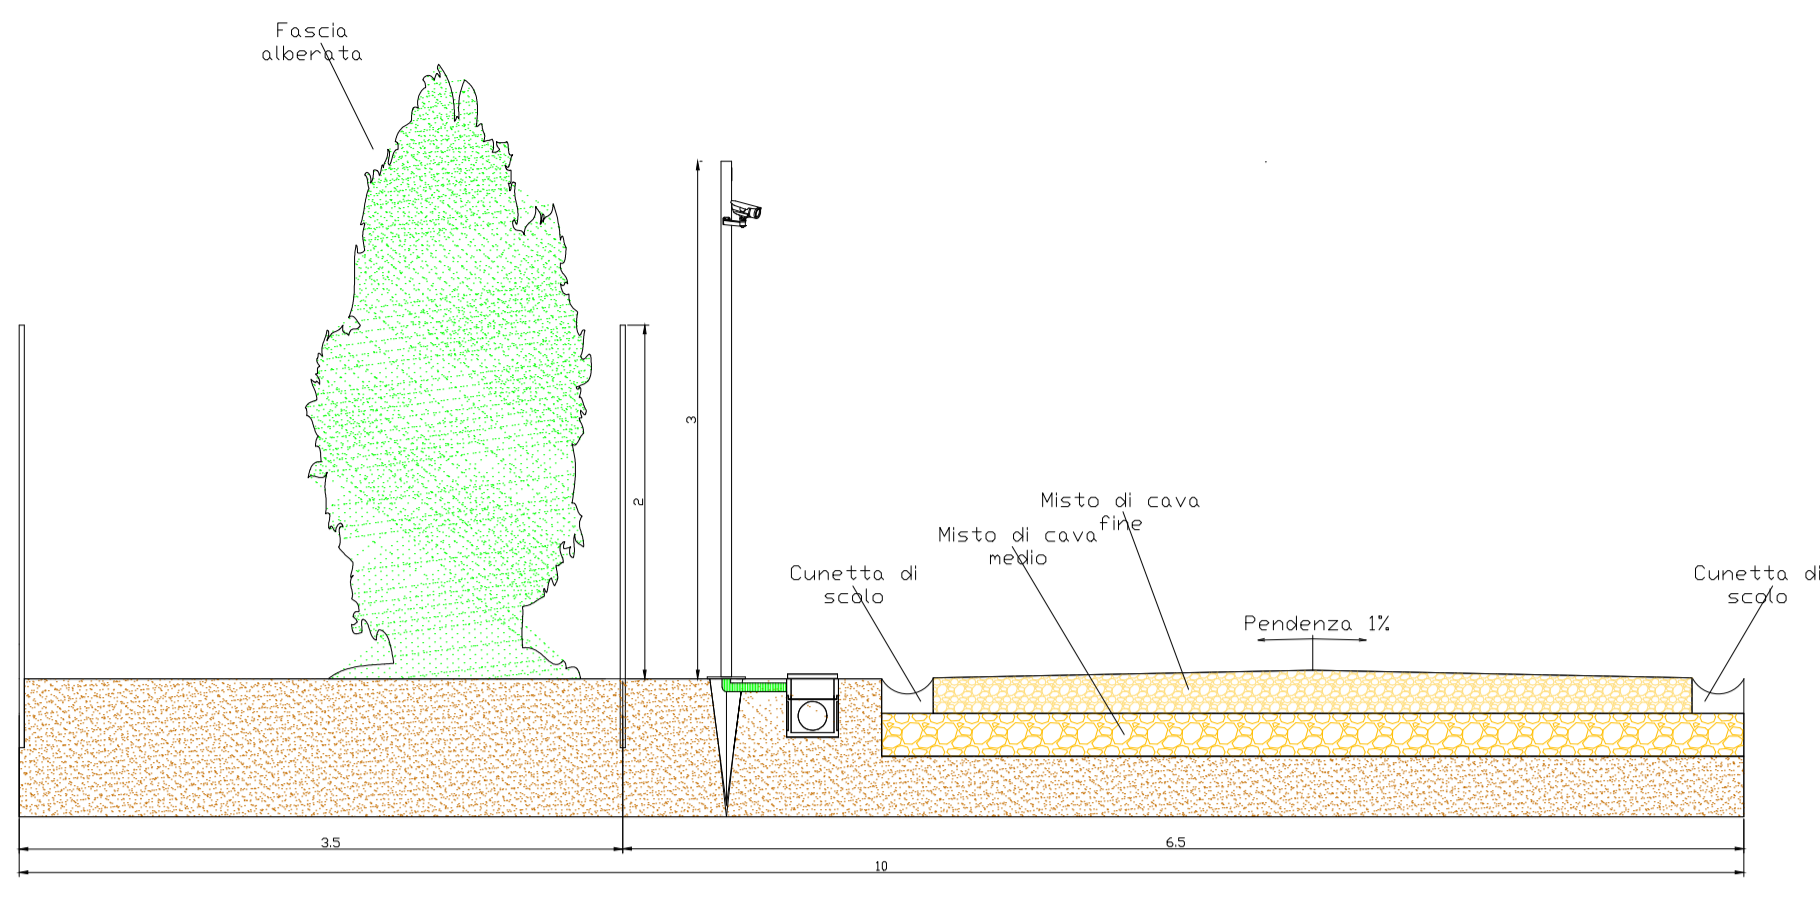 Fascia
alberata
3
2
Misto di cava
fine
Misto di cava
medio
Cunetta di
scolo
Cunetta di
scolo
Pendenza 1%
3.5
6.5
10